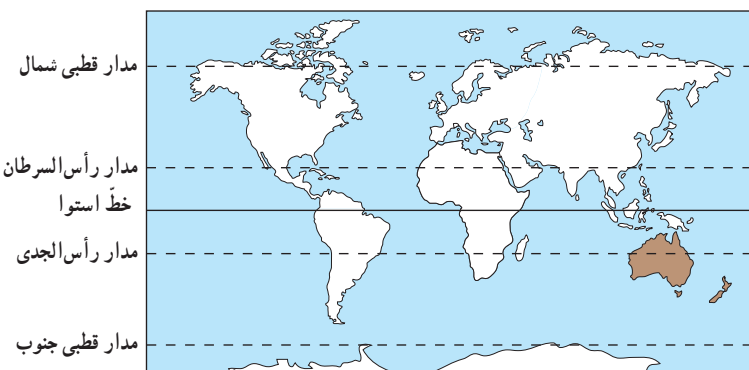 مدار قطبی شمال
مدار رأس‌السرطان
خطّ استوا
مدار رأس‌الجدی
مدار قطبی جنوب